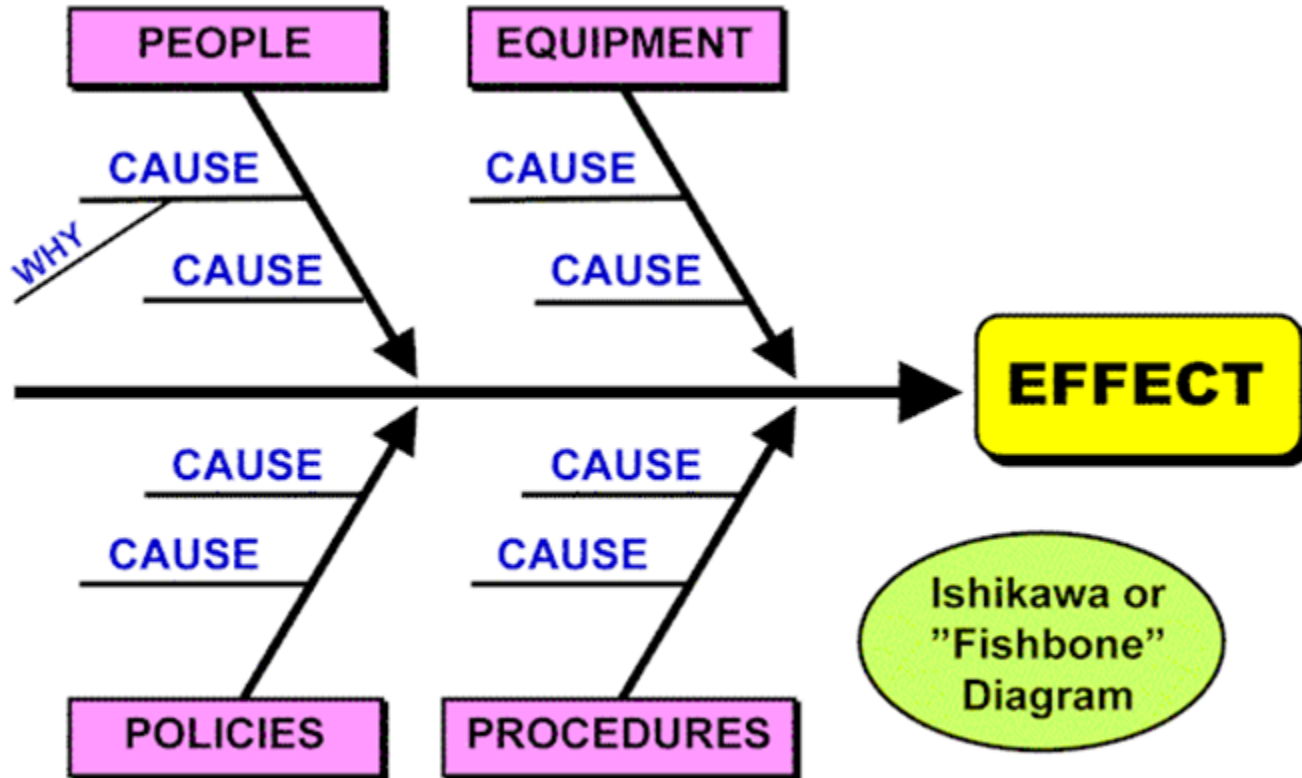 PEOPLE
EQUIPMENT
CAUSE
CAUSE
WHY
CAUSE
CAUSE
EFFECT
CAUSE
CAUSE
CAUSE
CAUSE
Ishikawa or
”Fishbone”
Diagram
POLICIES
PROCEDURES